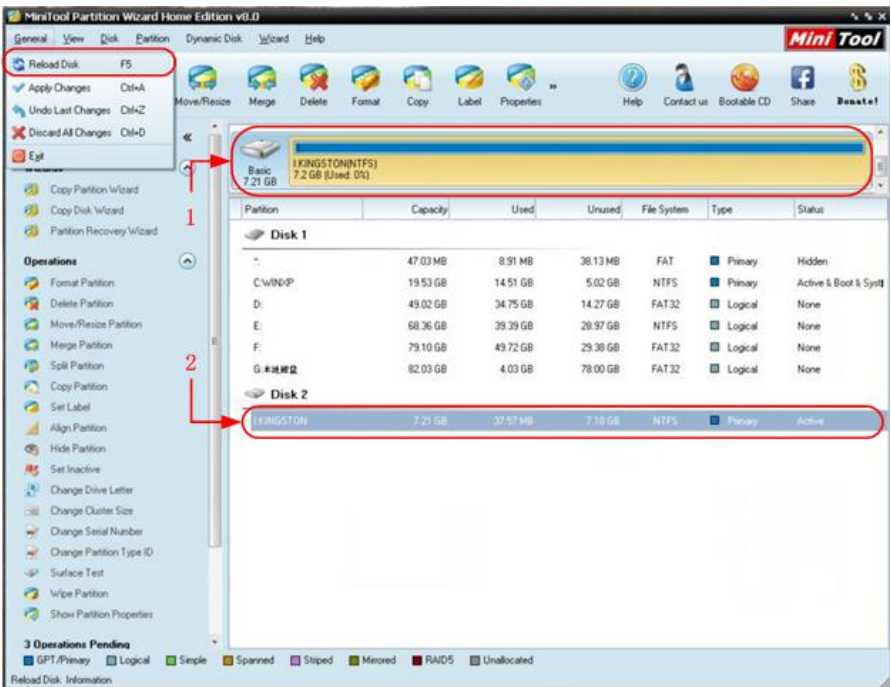 MiniTool Partition Wizard Home Edition v8.0
General View Disk Partition Dynamic Disk Wizard Help
Mini Tool
Reload Disk F5
Apply Changes Ctrl+A
Undo Last Changes Ctrl+Z
Discard All Changes Ctrl+D
Exit
Move/Resize Merge Delete Format Copy Label Properties » Help Contact us Bootable CD Share Donate!
«
Basic
7.21 GB
I:KINGSTON(NTFS)
7.2 GB (Used: 0%)
1
Copy Partition Wizard
Copy Disk Wizard
Partition Recovery Wizard
Operations
Format Partition
Delete Partition
Move/Resize Partition
Merge Partition
Split Partition
Copy Partition
Set Label
Align Partition
Hide Partition
Set Inactive
Change Drive Letter
Change Cluster Size
Change Serial Number
Change Partition Type ID
Surface Test
Wipe Partition
Show Partition Properties
3 Operations Pending
2
Partition Capacity Used Unused File System Type Status
Disk 1
*: 47.03 MB 8.91 MB 38.13 MB FAT Primary Hidden
C:WINXP 19.53 GB 14.51 GB 5.02 GB NTFS Primary Active & Boot & Syst
D: 49.02 GB 34.75 GB 14.27 GB FAT32 Logical None
E: 68.36 GB 39.39 GB 28.97 GB NTFS Logical None
F: 79.10 GB 49.72 GB 29.38 GB FAT32 Logical None
G:本地磁盘 82.03 GB 4.03 GB 78.00 GB FAT32 Logical None
Disk 2
I:KINGSTON 7.21 GB 37.57 MB 7.18 GB NTFS Primary Active
GPT/Primary Logical Simple Spanned Striped Mirrored RAID5 Unallocated
Reload Disk Information